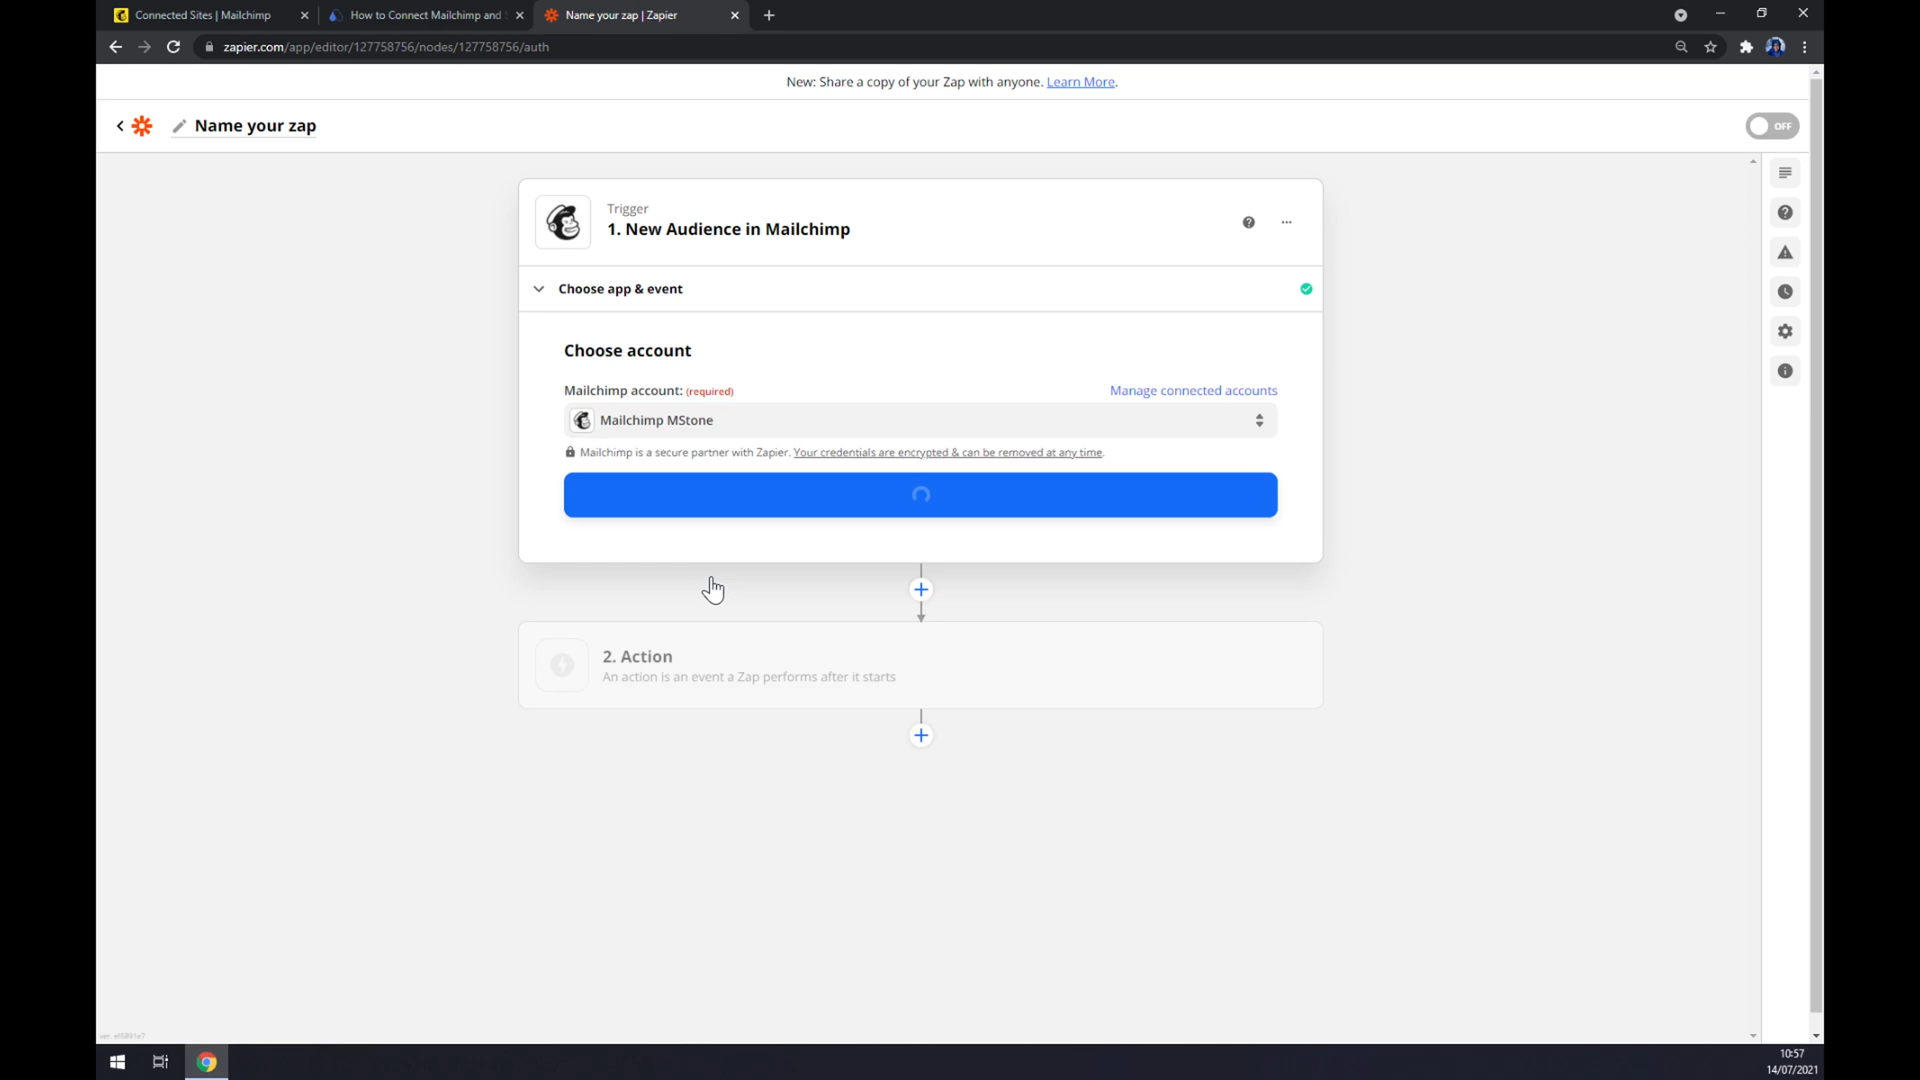 Connected Sites | Mailchimp
How to Connect Mailchimp and
Name your zap | Zapier
zapier.com/app/editor/127758756/nodes/127758756/auth
New: Share a copy of your Zap with anyone. Learn More.
Name your zap
OFF
Trigger
1. New Audience in Mailchimp
Choose app & event
Choose account
Mailchimp account: (required)
Manage connected accounts
Mailchimp MStone
Mailchimp is a secure partner with Zapier. Your credentials are encrypted & can be removed at any time.
2. Action
An action is an event a Zap performs after it starts
10:57
14/07/2021